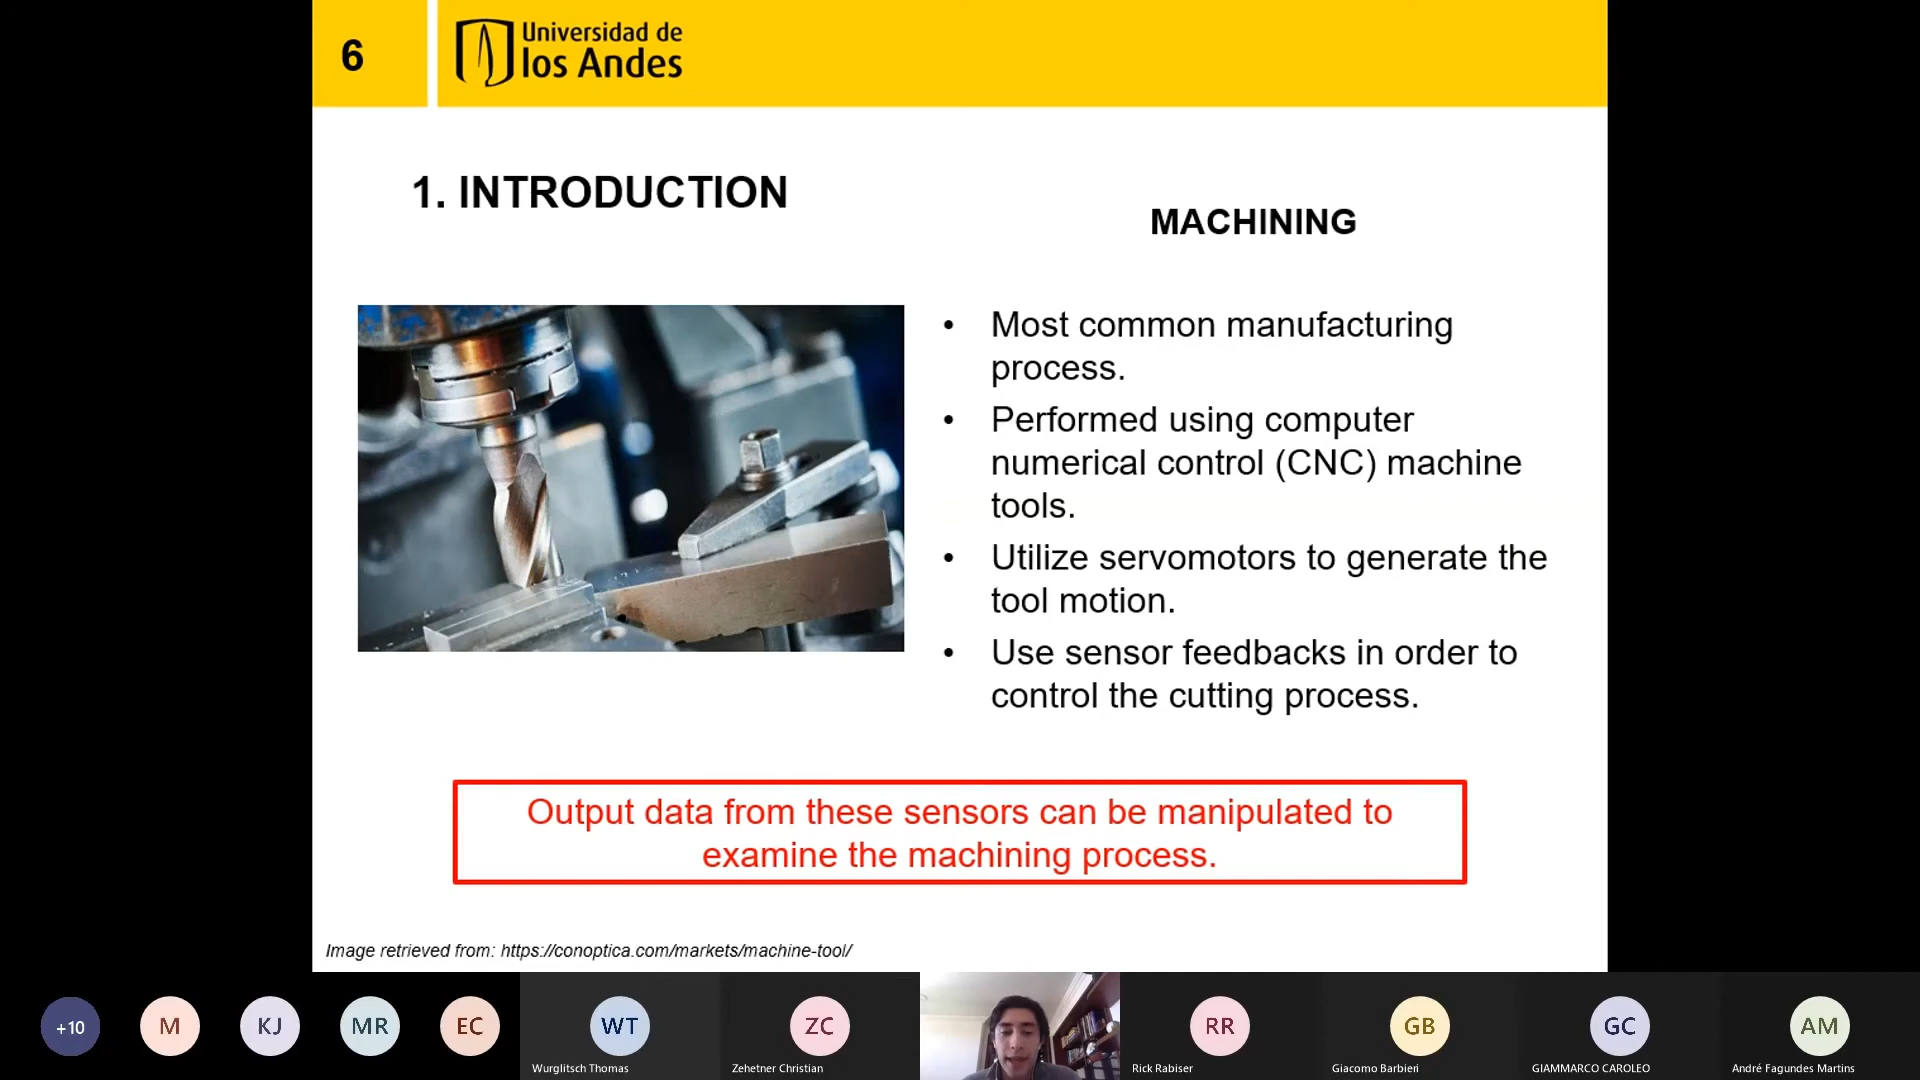 6
Universidad de
los Andes
1. INTRODUCTION
MACHINING
• Most common manufacturing
process.
• Performed using computer
numerical control (CNC) machine
tools.
• Utilize servomotors to generate the
tool motion.
• Use sensor feedbacks in order to
control the cutting process.
Output data from these sensors can be manipulated to
examine the machining process.
Image retrieved from: https://conoptica.com/markets/machine-tool/
+10
M
KJ
MR
EC
WT
Wurglitsch Thomas
ZC
Zehetner Christian
RR
Rick Rabiser
GB
Giacomo Barbieri
GC
GIAMMARCO CAROLEO
AM
André Fagundes Martins